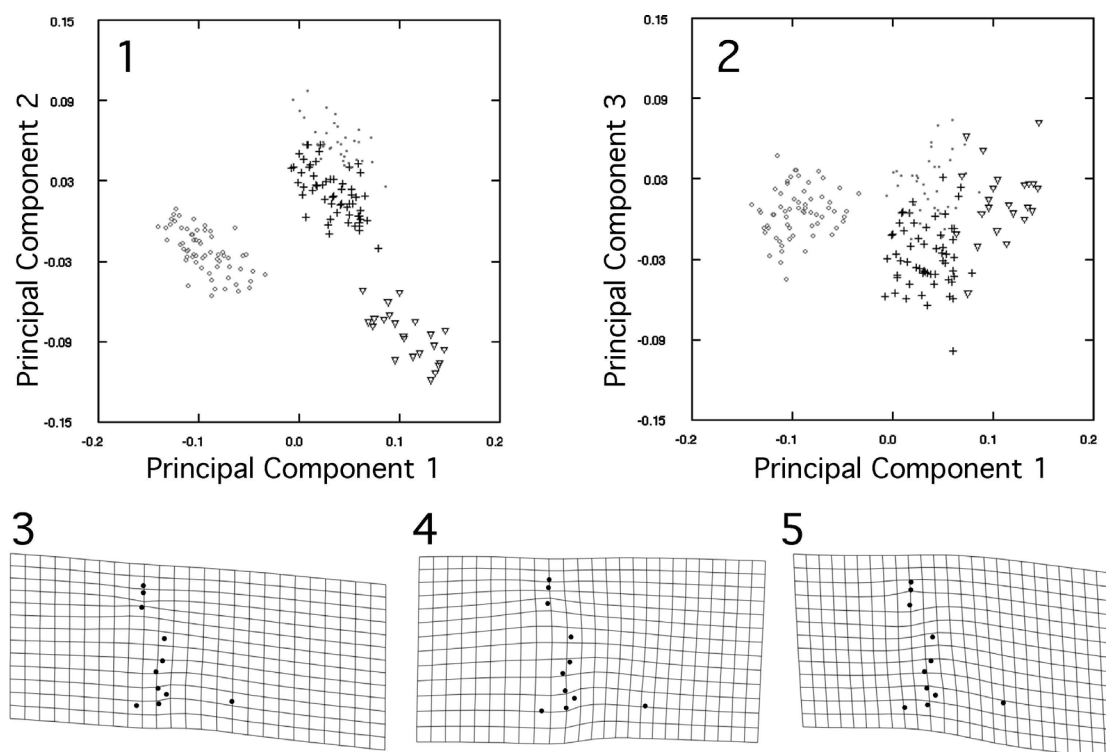 1
Principal Component 2
0.15
0.09
0.03
-0.03
-0.09
-0.15
-0.2 -0.1 0.0 0.1 0.2
Principal Component 1
2
Principal Component 3
0.15
0.09
0.03
-0.03
-0.09
-0.15
-0.2 -0.1 0.0 0.1 0.2
Principal Component 1
3
4
5